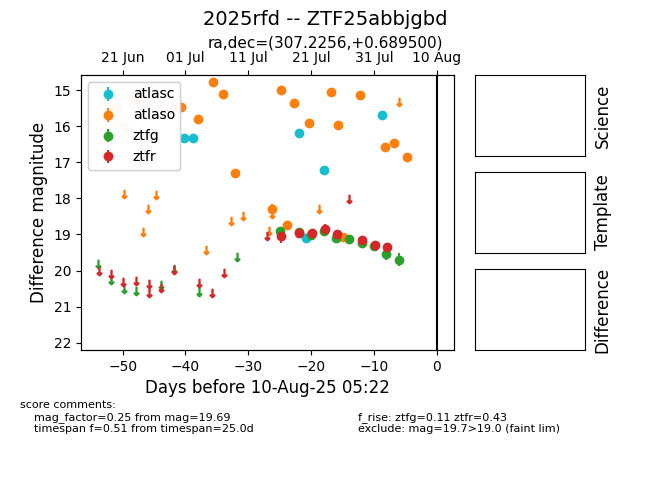 2025rfd -- ZTF25abbjgbd
ra,dec=(307.2256,+0.689500)
21 Jun 01 Jul 11 Jul 21 Jul 31 Jul 10 Aug
15
16
17
18
19
20
21
22
Difference magnitude
atlasc
atlaso
ztfg
ztfr
−50 −40 −30 −20 −10 0
Days before 10-Aug-25 05:22
Science
Template
Difference
score comments:
mag_factor=0.25 from mag=19.69
timespan f=0.51 from timespan=25.0d
f_rise: ztfg=0.11 ztfr=0.43
exclude: mag=19.7>19.0 (faint lim)